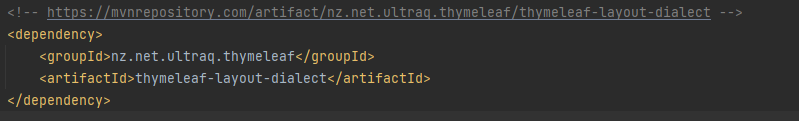 <!-- https://mvnrepository.com/artifact/nz.net.ultraq.thymeleaf/thymeleaf-layout-dialect -->
<dependency>
    <groupId>nz.net.ultraq.thymeleaf</groupId>
    <artifactId>thymeleaf-layout-dialect</artifactId>
</dependency>